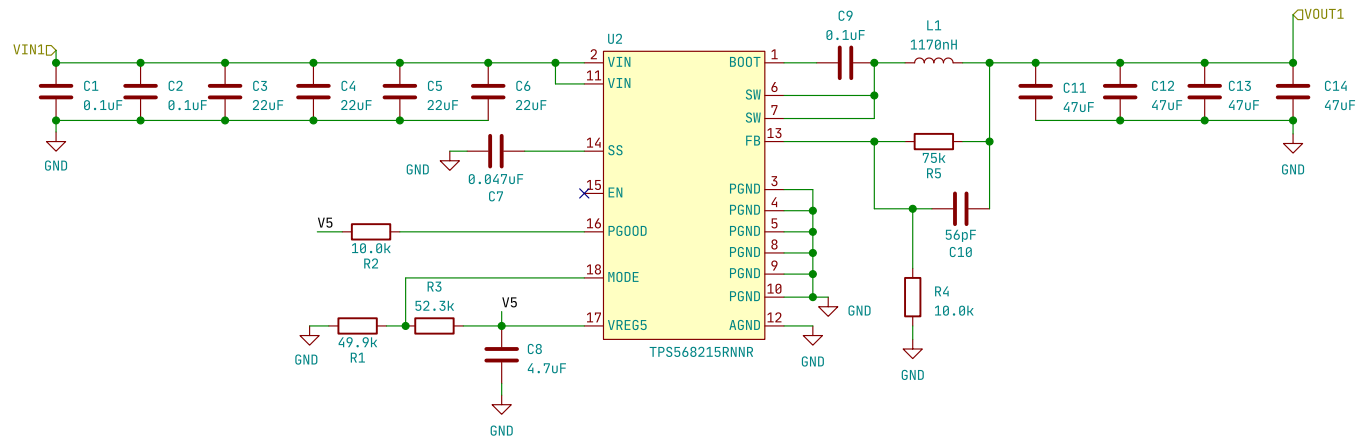 VIN1
VOUT1
C1
0.1uF
C2
0.1uF
C3
22uF
C4
22uF
C5
22uF
C6
22uF
GND
GND
0.047uF
C7
V5
10.0k
R2
R3
52.3k
GND
49.9k
R1
V5
C8
4.7uF
GND
U2
2
VIN
11
VIN
14
SS
15
EN
16
PGOOD
18
MODE
17
VREG5
BOOT
1
SW
6
SW
7
FB
13
PGND
3
PGND
4
PGND
5
PGND
8
PGND
9
PGND
10
AGND
12
TPS568215RNNR
GND
GND
C9
0.1uF
L1
1170nH
75k
R5
56pF
C10
R4
10.0k
GND
C11
47uF
C12
47uF
C13
47uF
C14
47uF
GND